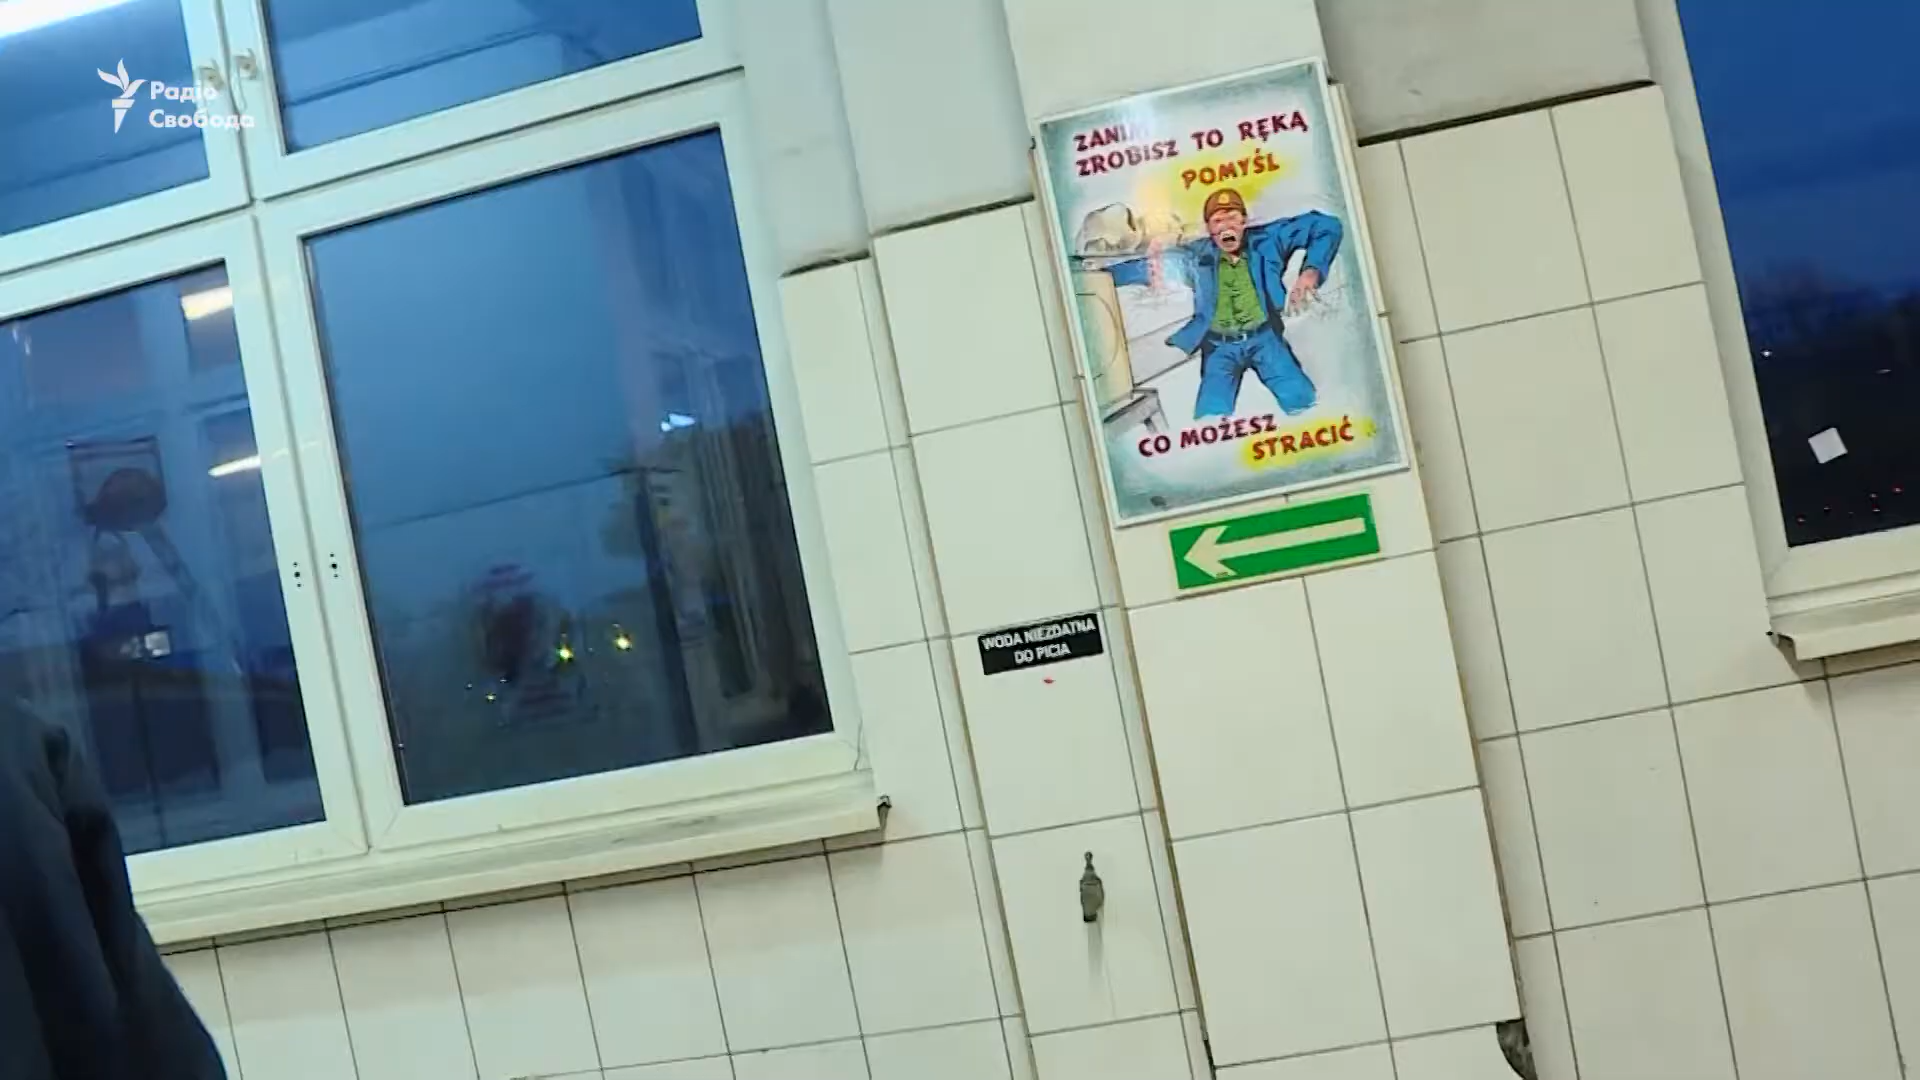 Радіо
Свобода
ZANIM
ZROBISZ TO RĘKĄ
POMYŚL
CO MOŻESZ
STRACIĆ
WODA NIEZDATNA
DO PICIA